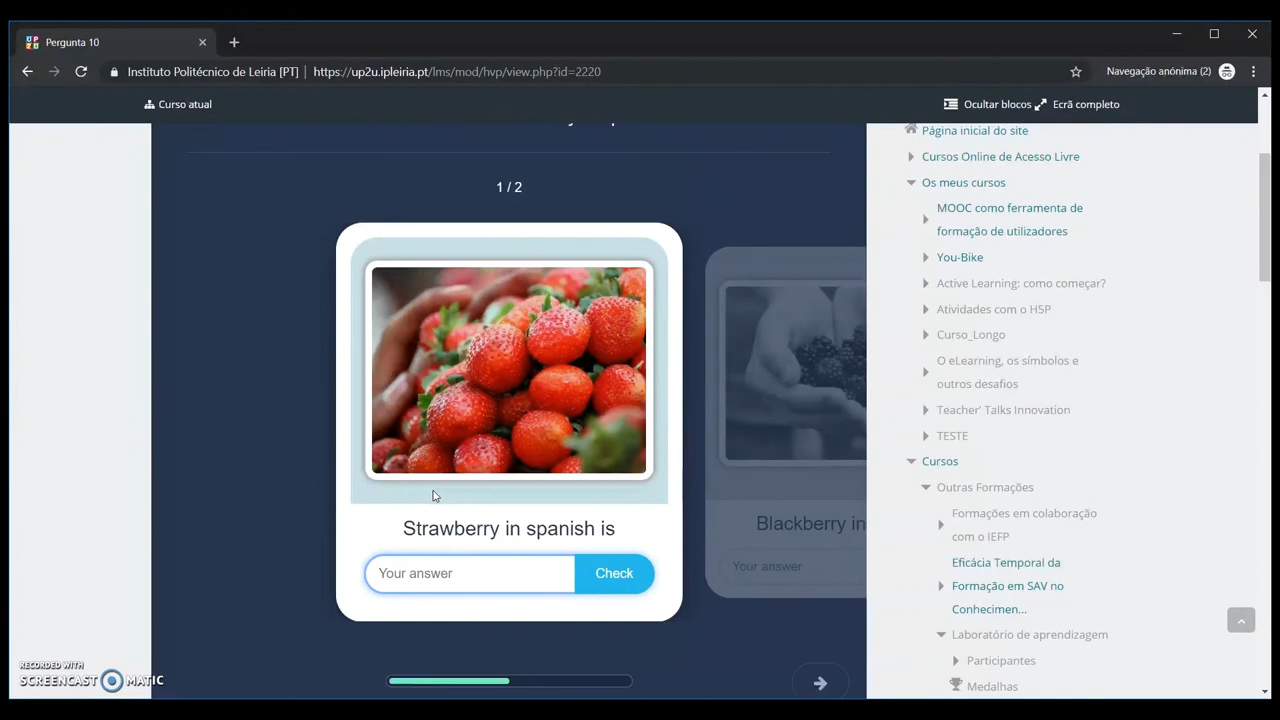 Pergunta 10
Instituto Politécnico de Leiria [PT]
https://up2u.ipleiria.pt/lms/mod/hvp/view.php?id=2220
Navegação anónima (2)
Curso atual
Ocultar blocos
Ecrã completo
1 / 2
Strawberry in spanish is
Your answer
Check
Blackberry in
Your answer
Página inicial do site
Cursos Online de Acesso Livre
Os meus cursos
MOOC como ferramenta de
formação de utilizadores
You-Bike
Active Learning: como começar?
Atividades com o H5P
Curso_Longo
O eLearning, os símbolos e
outros desafios
Teacher' Talks Innovation
TESTE
Cursos
Outras Formações
Formações em colaboração
com o IEFP
Eficácia Temporal da
Formação em SAV no
Conhecimen...
Laboratório de aprendizagem
Participantes
Medalhas
RECORDED WITH
SCREENCAST MATIC